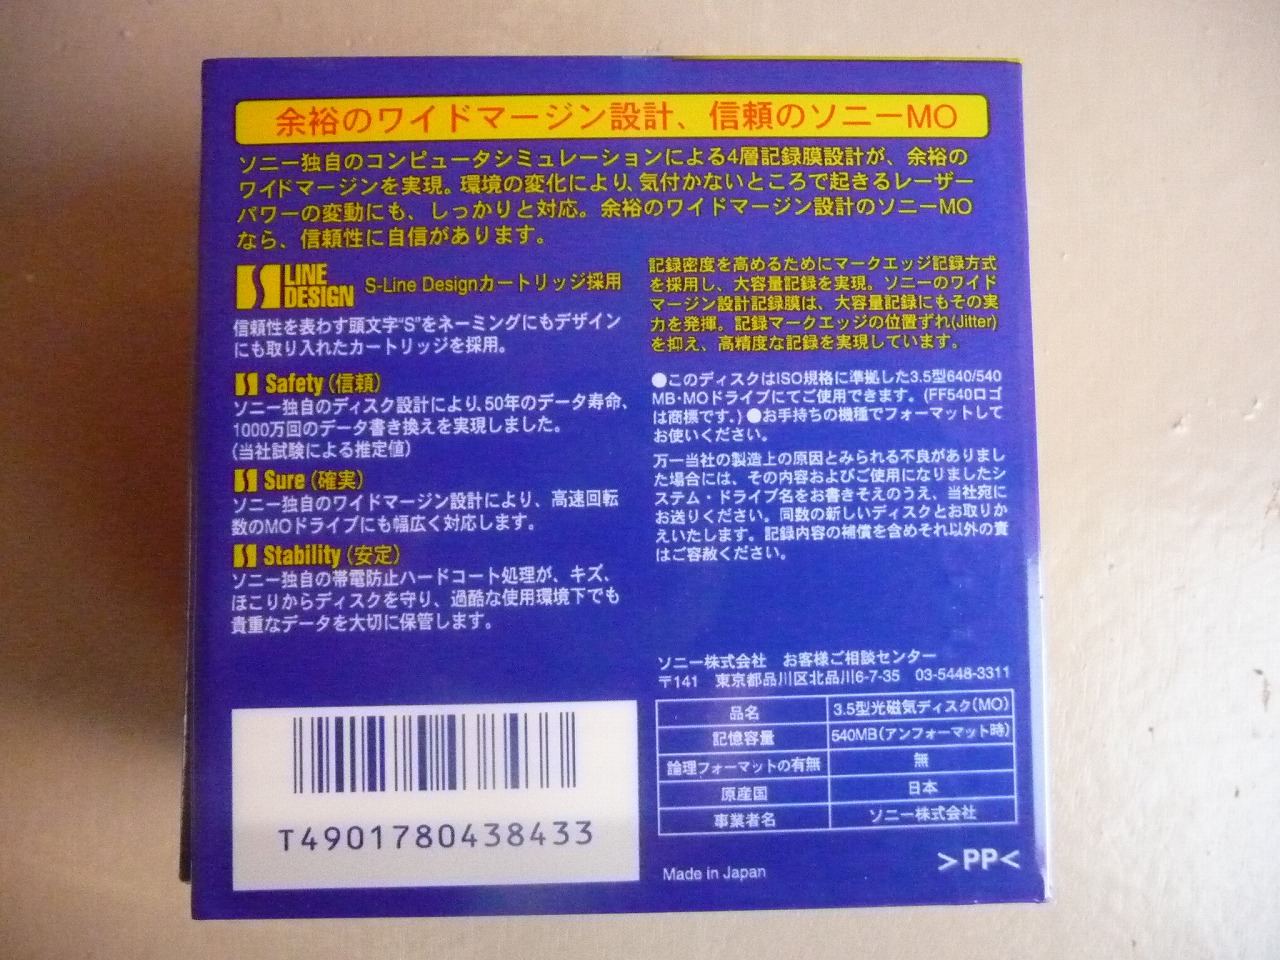 余裕のワイドマージン設計、信頼のソニーMO
ソニー独自のコンピュータシミュレーションによる4層記録膜設計が、余裕の
ワイドマージンを実現。環境の変化により、気付かないところで起きるレーザー
パワーの変動にも、しっかりと対応。余裕のワイドマージン設計のソニーMO
なら、信頼性に自信があります。
S LINE
DESIGN
S-Line Designカートリッジ採用
信頼性を表わす頭文字“S”をネーミングにもデザイン
にも取り入れたカートリッジを採用。
S Safety(信頼)
ソニー独自のディスク設計により、50年のデータ寿命、
1000万回のデータ書き換えを実現しました。
(当社試験による推定値)
S Sure(確実)
ソニー独自のワイドマージン設計により、高速回転
数のMOドライブにも幅広く対応します。
S Stability(安定)
ソニー独自の帯電防止ハードコート処理が、キズ、
ほこりからディスクを守り、過酷な使用環境下でも
貴重なデータを大切に保管します。
記録密度を高めるためにマークエッジ記録方式
を採用し、大容量記録を実現。ソニーのワイド
マージン設計記録膜は、大容量記録にもその実
力を発揮。記録マークエッジの位置ずれ(Jitter)
を抑え、高精度な記録を実現しています。
●このディスクはISO規格に準拠した3.5型640/540
MB・MOドライブにてご使用できます。(FF540ロゴ
は商標です。)●お手持ちの機種でフォーマットして
お使いください。
万一当社の製造上の原因とみられる不良がありまし
た場合には、その内容およびご使用になりましたシ
ステム・ドライブ名をお書きそえのうえ、当社宛に
お送りください。同数の新しいディスクとお取りか
えいたします。記録内容の補償を含めそれ以外の責
はご容赦ください。
ソニー株式会社 お客様ご相談センター
〒141 東京都品川区北品川6-7-35 03-5448-3311
品名 3.5型光磁気ディスク(MO)
記憶容量 540MB(アンフォーマット時)
論理フォーマットの有無 無
原産国 日本
事業者名 ソニー株式会社
T4901780438433
Made in Japan
>PP<